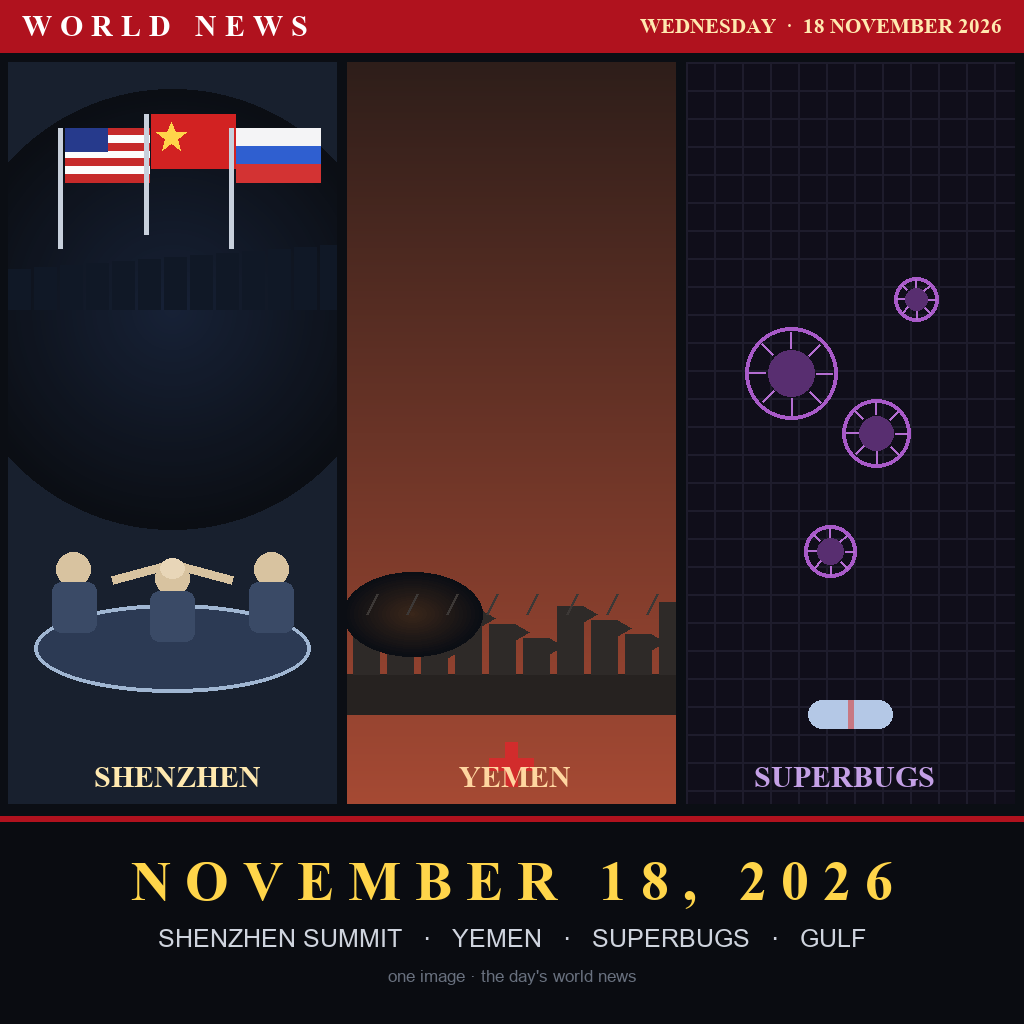 WORLD NEWS
WEDNESDAY · 18 NOVEMBER 2026
SHENZHEN
YEMEN
SUPERBUGS
NOVEMBER 18, 2026
SHENZHEN SUMMIT · YEMEN · SUPERBUGS · GULF
one image · the day's world news